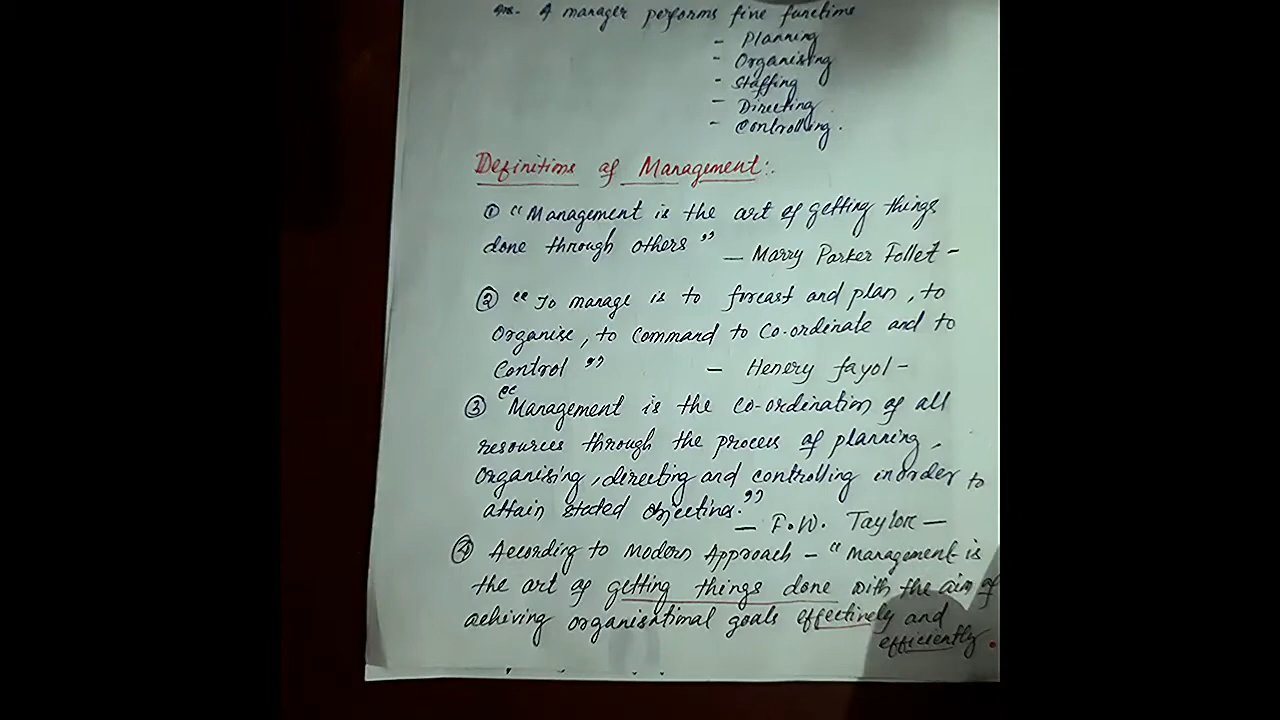 Ans. A manager performs five functions
- Planning
- Organising
- Staffing
- Directing
- Controlling.
Definitions of Management:.
① "Management is the art of getting things
done through others" — Marry Parker Follet -
② "To manage is to forcast and plan, to
Organise, to Command to Co-ordinate and to
Control" — Henery fayol -
③ "Management is the co-ordination of all
resources through the process of planning,
Organising, directing and controlling in order to
attain stated objectives." — F.W. Taylor —
④ According to Modern Approach - "Management is
the art of getting things done with the aim of
achiving organisational goals effectively and
efficiently.